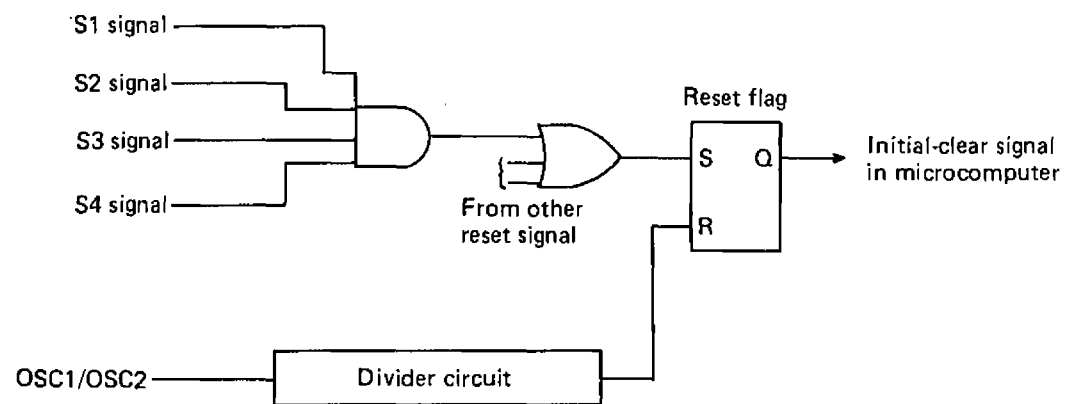 S1 signal
S2 signal
S3 signal
S4 signal
From other
reset signal
Reset flag
S Q
R
Initial-clear signal
in microcomputer
OSC1/OSC2
Divider circuit